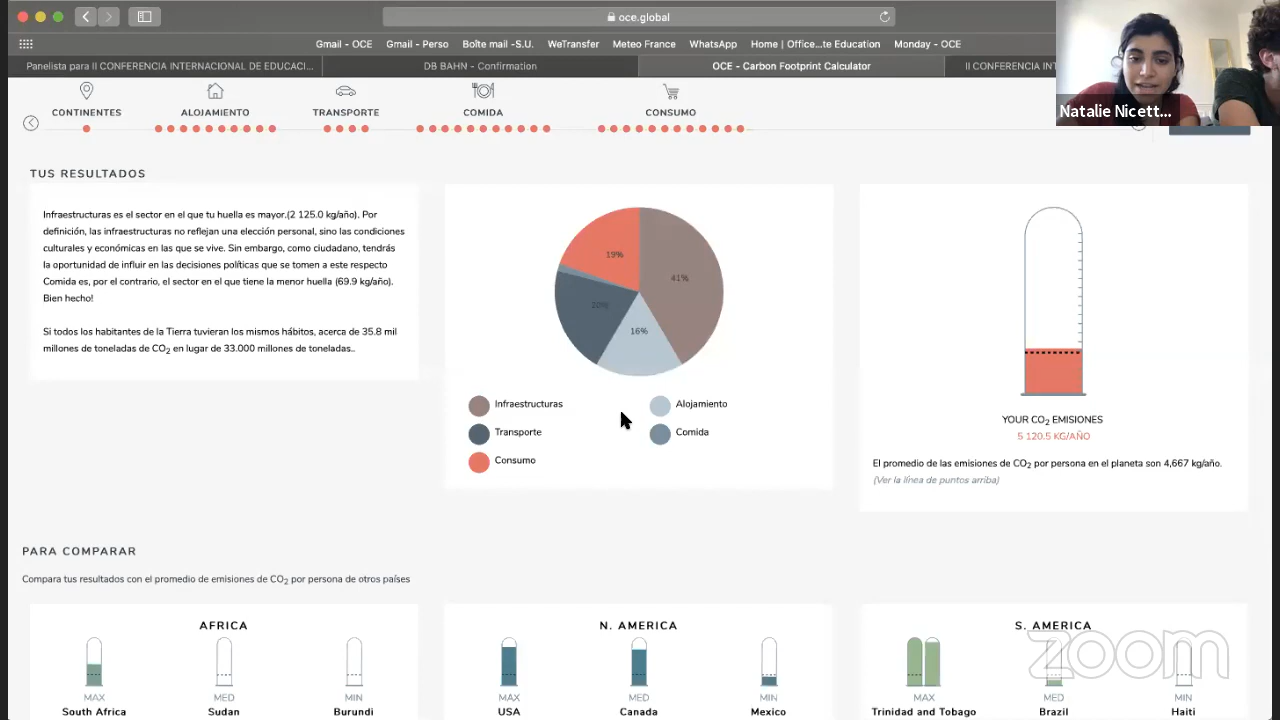 oce.global
Gmail - OCE Gmail - Perso Boîte mail -S.U. WeTransfer Meteo France WhatsApp Home | Office...te Education Monday - OCE
Panelista para II CONFERENCIA INTERNACIONAL DE EDUCACI... DB BAHN - Confirmation OCE - Carbon Footprint Calculator II CONFERENCIA INTE
Natalie Nicett...
CONTINENTES ALOJAMIENTO TRANSPORTE COMIDA CONSUMO
TUS RESULTADOS
Infraestructuras es el sector en el que tu huella es mayor.(2 125.0 kg/año). Por
definición, las infraestructuras no reflejan una elección personal, sino las condiciones
culturales y económicas en las que se vive. Sin embargo, como ciudadano, tendrás
la oportunidad de influir en las decisiones políticas que se tomen a este respecto
Comida es, por el contrario, el sector en el que tiene la menor huella (69.9 kg/año).
Bien hecho!
Si todos los habitantes de la Tierra tuvieran los mismos hábitos, acerca de 35.8 mil
millones de toneladas de CO2 en lugar de 33.000 millones de toneladas..
19%
41%
20%
16%
Infraestructuras Alojamiento
Transporte Comida
Consumo
YOUR CO2 EMISIONES
5 120.5 KG/AÑO
El promedio de las emisiones de CO2 por persona en el planeta son 4,667 kg/año.
(Ver la línea de puntos arriba)
PARA COMPARAR
Compara tus resultados con el promedio de emisiones de CO2 por persona de otros países
AFRICA N. AMERICA S. AMERICA
MAX MED MIN MAX MED MIN MAX MED MIN
South Africa Sudan Burundi USA Canada Mexico Trinidad and Tobago Brazil Haiti
zoom